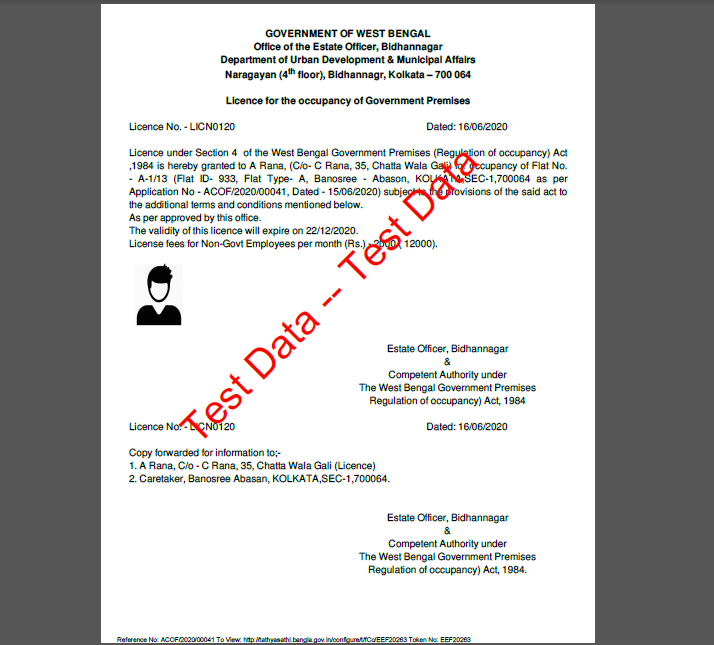 GOVERNMENT OF WEST BENGAL
Office of the Estate Officer, Bidhannagar
Department of Urban Development & Municipal Affairs
Naragayan (4th floor), Bidhannagr, Kolkata – 700 064
Licence for the occupancy of Government Premises
Licence No. - LICN0120 Dated: 16/06/2020
Licence under Section 4 of the West Bengal Government Premises (Regulation of occupancy) Act
,1984 is hereby granted to A Rana, (C/o- C Rana, 35, Chatta Wala Gali) for occupancy of Flat No.
- A-1/13 (Flat ID- 933, Flat Type- A, Banosree - Abason, KOLKATA,SEC-1,700064 as per
Application No - ACOF/2020/00041, Dated - 15/06/2020) subject to the provisions of the said act to
the additional terms and conditions mentioned below.
As per approved by this office.
The validity of this licence will expire on 22/12/2020.
License fees for Non-Govt Employees per month (Rs.) - 2000 ( 12000).
Test Data -- Test Data
Estate Officer, Bidhannagar
&
Competent Authority under
The West Bengal Government Premises
Regulation of occupancy) Act, 1984
Licence No. - LICN0120 Dated: 16/06/2020
Copy forwarded for information to;-
1. A Rana, C/o - C Rana, 35, Chatta Wala Gali (Licence)
2. Caretaker, Banosree Abasan, KOLKATA,SEC-1,700064.
Estate Officer, Bidhannagar
&
Competent Authority under
The West Bengal Government Premises
Regulation of occupancy) Act, 1984.
Reference No: ACOF/2020/00041 To View: http://tathyasathi.bangla.gov.in/configure/t/fCo/EEF20263 Token No: EEF20263